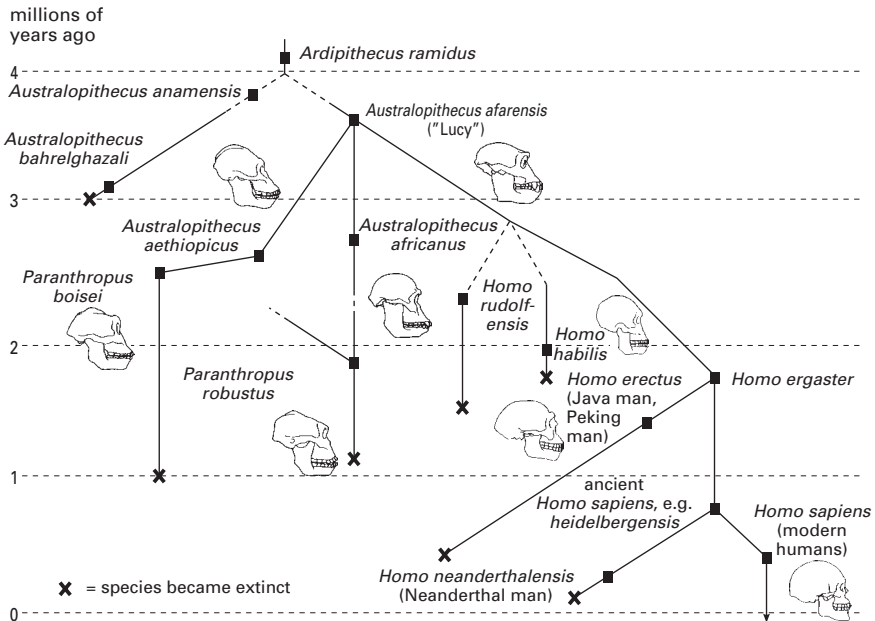 millions of
years ago
Ardipithecus ramidus
4
Australopithecus anamensis
Australopithecus afarensis
("Lucy")
Australopithecus
bahrelghazali
3
Australopithecus
aethiopicus
Australopithecus
africanus
Paranthropus
boisei
Homo
rudolf-
ensis
2
Homo
habilis
Paranthropus
robustus
Homo erectus
(Java man,
Peking
man)
Homo ergaster
1
ancient
Homo sapiens, e.g.
heidelbergensis
Homo sapiens
(modern
humans)
Homo neanderthalensis
(Neanderthal man)
= species became extinct
0